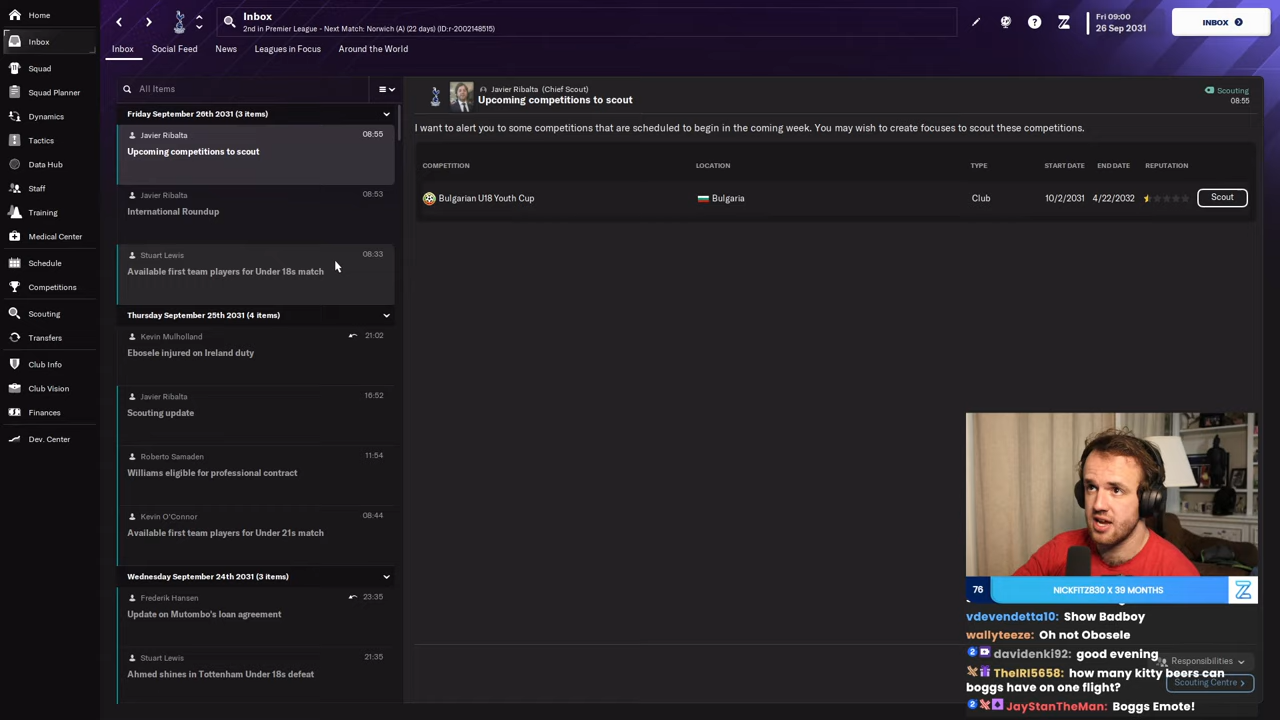 Home
Inbox
Squad
Squad Planner
Dynamics
Tactics
Data Hub
Staff
Training
Medical Center
Schedule
Competitions
Scouting
Transfers
Club Info
Club Vision
Finances
Dev. Center
Inbox
2nd in Premier League - Next Match: Norwich (A) (22 days) (ID:r-2002148515)
Fri 09:00
26 Sep 2031
INBOX
Inbox
Social Feed
News
Leagues in Focus
Around the World
All Items
Friday September 26th 2031 (3 items)
Javier Ribalta 08:55
Upcoming competitions to scout
Javier Ribalta 08:53
International Roundup
Stuart Lewis 08:33
Available first team players for Under 18s match
Thursday September 25th 2031 (4 items)
Kevin Mulholland 21:02
Ebosele injured on Ireland duty
Javier Ribalta 16:52
Scouting update
Roberto Samaden 11:54
Williams eligible for professional contract
Kevin O'Connor 08:44
Available first team players for Under 21s match
Wednesday September 24th 2031 (3 items)
Frederik Hansen 23:35
Update on Mutombo's loan agreement
Stuart Lewis 21:35
Ahmed shines in Tottenham Under 18s defeat
Javier Ribalta (Chief Scout)
Upcoming competitions to scout
Scouting
08:55
I want to alert you to some competitions that are scheduled to begin in the coming week. You may wish to create focuses to scout these competitions.
COMPETITION LOCATION TYPE START DATE END DATE REPUTATION
Bulgarian U18 Youth Cup Bulgaria Club 10/2/2031 4/22/2032 Scout
76 NICKFITZB30 X 39 MONTHS Z
vdevendetta10: Show Badboy
wallyteeze: Oh not Obosele
2 davidenki92: good evening
TheIRI5658: how many kitty beers can
boggs have on one flight?
2 JayStanTheMan: Boggs Emote!
Responsibilities
Scouting Centre